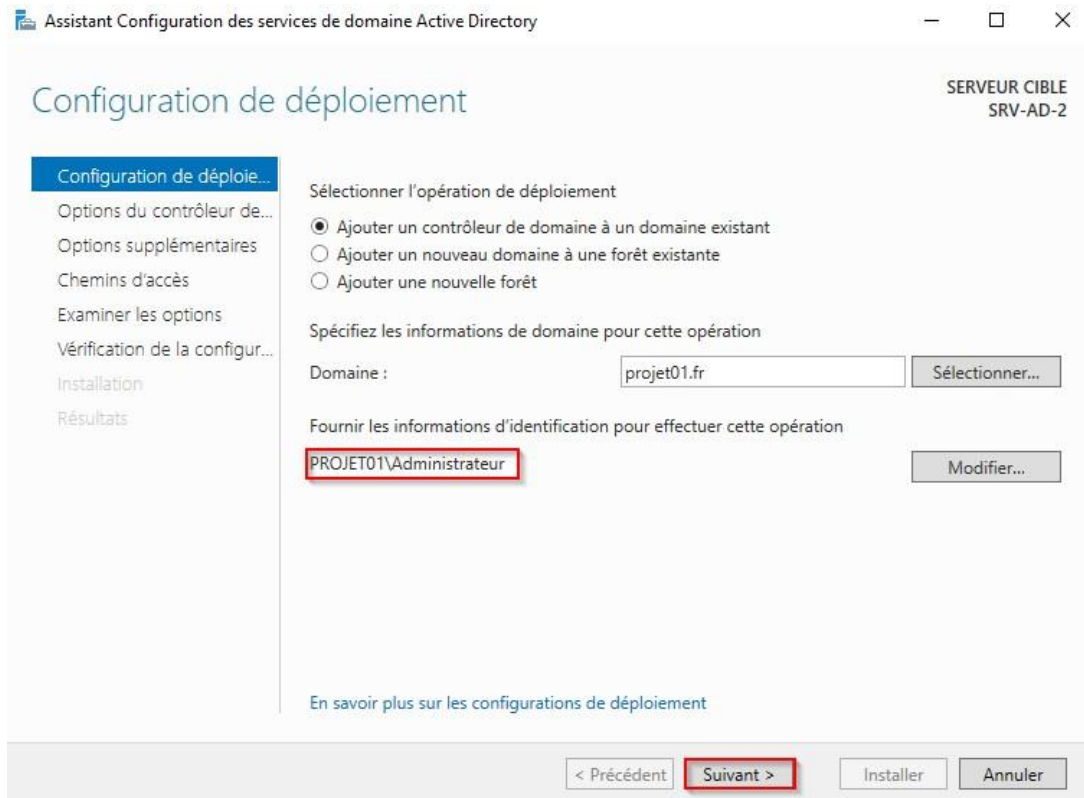 Assistant Configuration des services de domaine Active Directory
Configuration de déploiement
SERVEUR CIBLE
SRV-AD-2
Configuration de déploie...
Options du contrôleur de...
Options supplémentaires
Chemins d'accès
Examiner les options
Vérification de la configur...
Installation
Résultats
Sélectionner l'opération de déploiement
Ajouter un contrôleur de domaine à un domaine existant
Ajouter un nouveau domaine à une forêt existante
Ajouter une nouvelle forêt
Spécifiez les informations de domaine pour cette opération
Domaine : projet01.fr Sélectionner...
Fournir les informations d'identification pour effectuer cette opération
PROJET01\Administrateur Modifier...
En savoir plus sur les configurations de déploiement
< Précédent Suivant > Installer Annuler